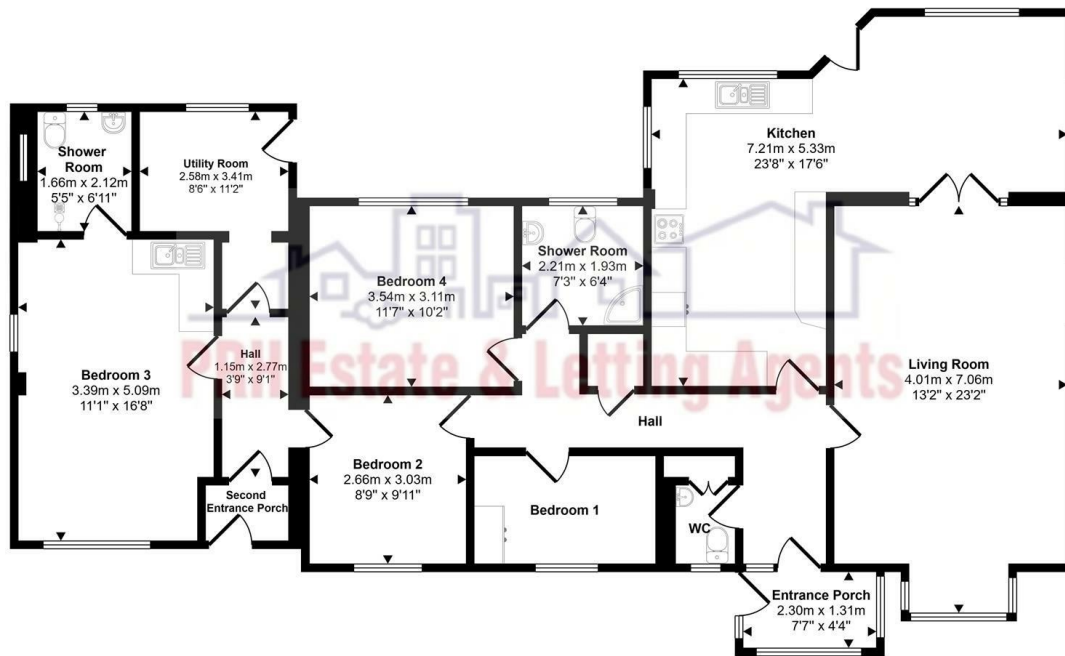 Shower
Room
1.66m x 2.12m
5'5" x 6'11"
Utility Room
2.58m x 3.41m
8'6" x 11'2"
Kitchen
7.21m x 5.33m
23'8" x 17'6"
Bedroom 4
3.54m x 3.11m
11'7" x 10'2"
Shower Room
2.21m x 1.93m
7'3" x 6'4"
Bedroom 3
3.39m x 5.09m
11'1" x 16'8"
Hall
1.15m x 2.77m
3'9" x 9'1"
Estate & Letting Agents
Living Room
4.01m x 7.06m
13'2" x 23'2"
Hall
Bedroom 2
2.66m x 3.03m
8'9" x 9'11"
Second
Entrance Porch
Bedroom 1
WC
Entrance Porch
2.30m x 1.31m
7'7" x 4'4"